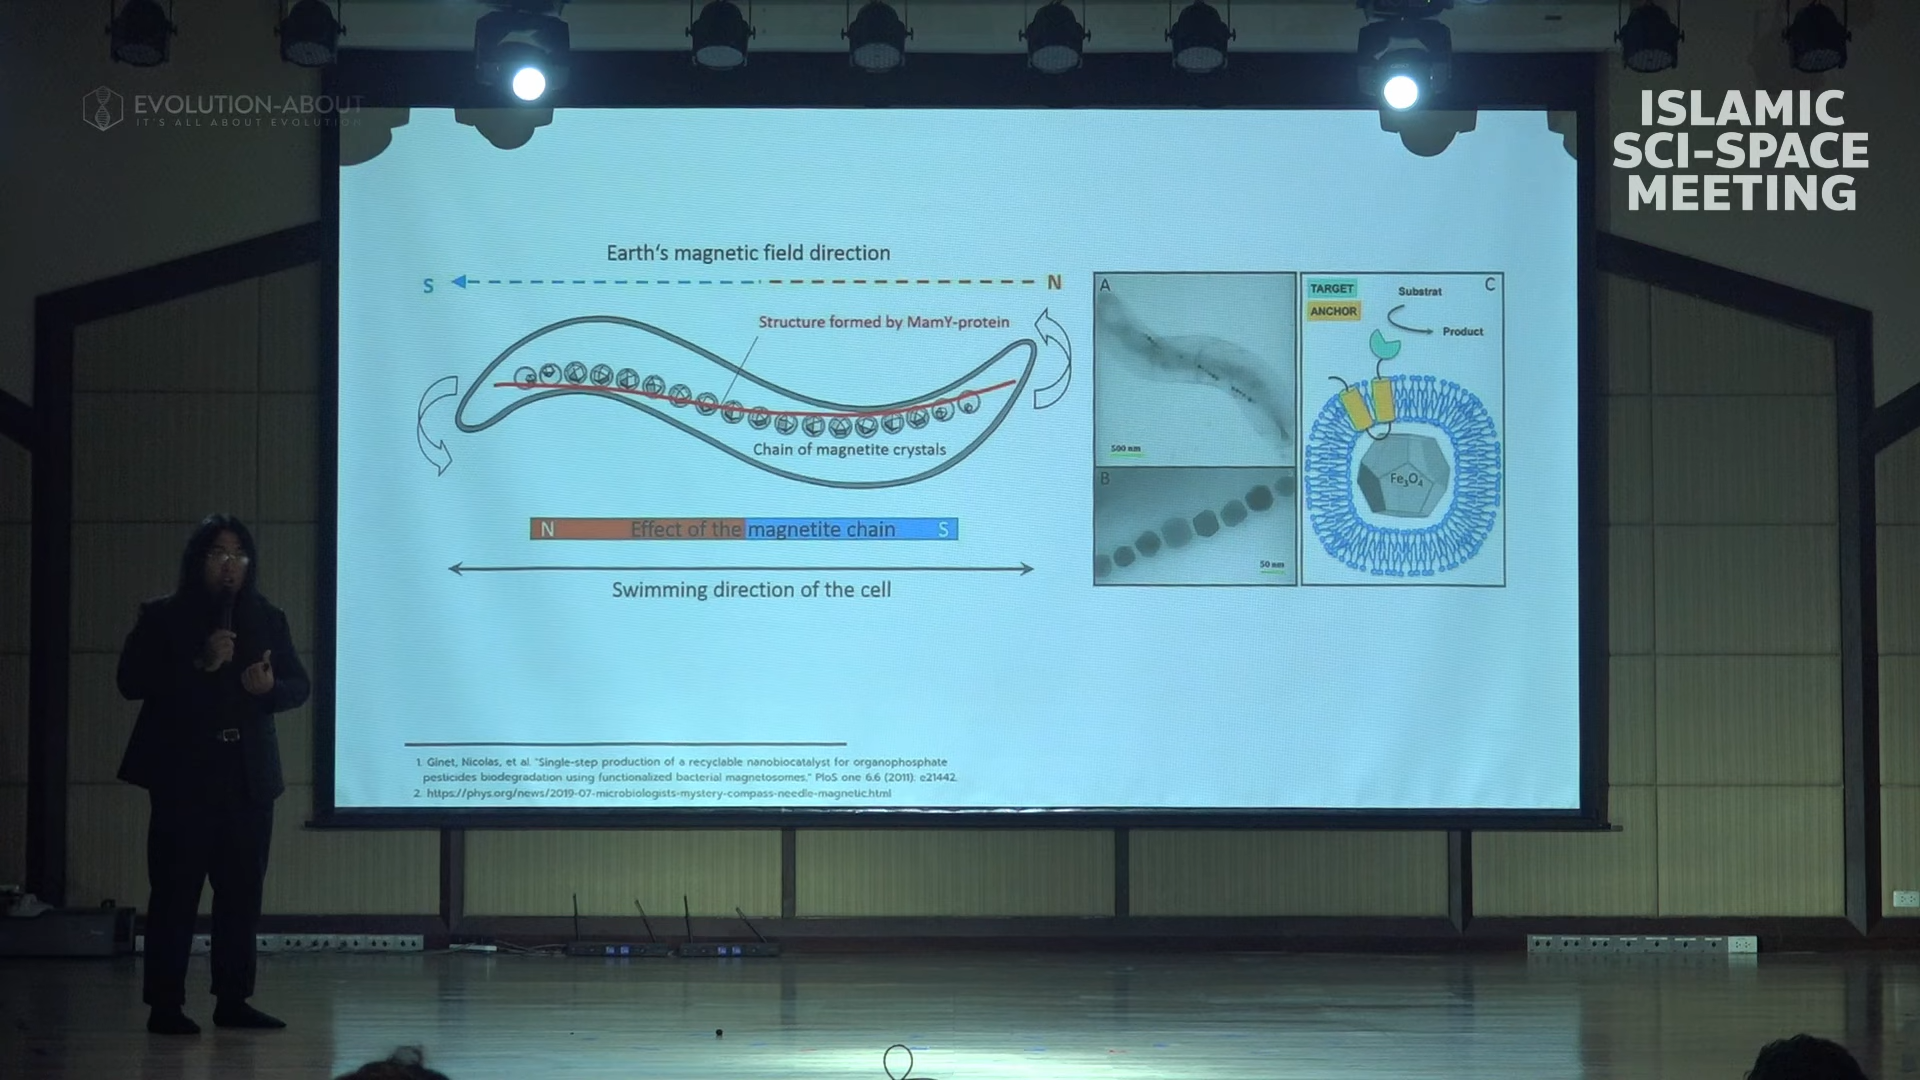 EVOLUTION-ABOUT
IT'S ALL ABOUT EVOLUTION
ISLAMIC
SCI-SPACE
MEETING
Earth's magnetic field direction
S
N
Structure formed by MamY-protein
Chain of magnetite crystals
N Effect of the magnetite chain S
Swimming direction of the cell
A
500 nm
B
50 nm
C
TARGET
ANCHOR
Substrat
Product
Fe₃O₄
1. Ginet, Nicolas, et al. "Single-step production of a recyclable nanobiocatalyst for organophosphate
pesticides biodegradation using functionalized bacterial magnetosomes." PloS one 6.6 (2011): e21442.
2. https://phys.org/news/2019-07-microbiologists-mystery-compass-needle-magnetic.html